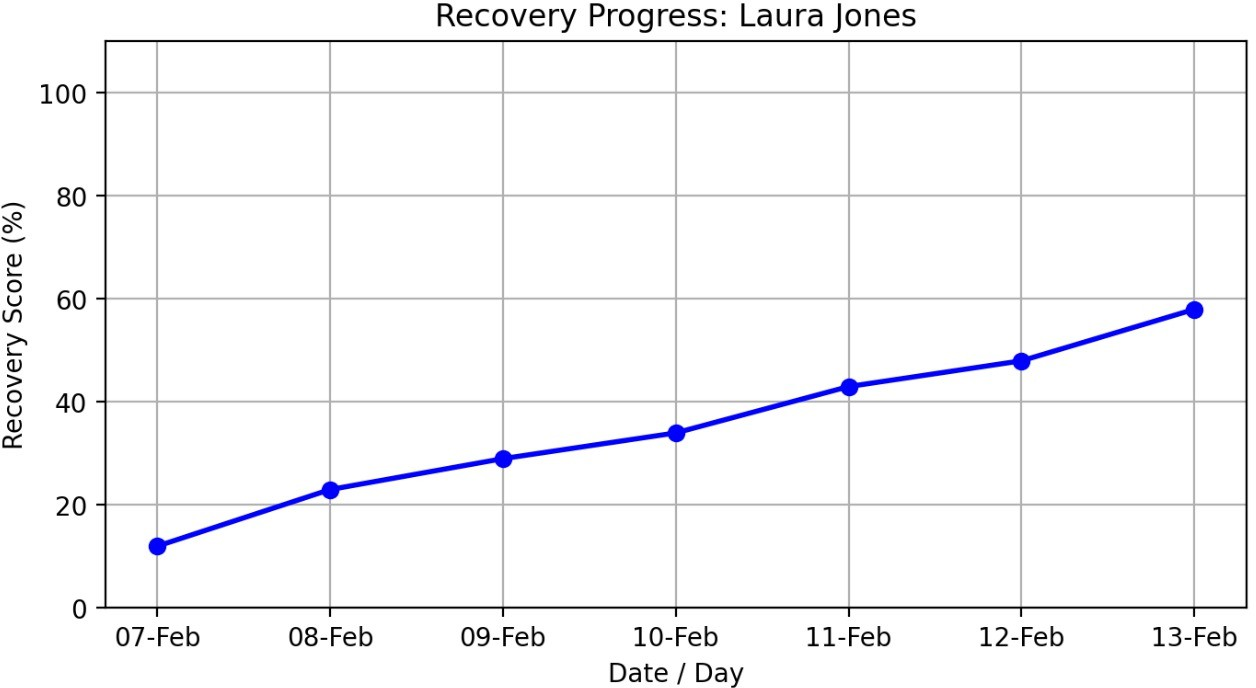 Recovery Progress: Laura Jones
Recovery Score (%)
100
80
60
40
20
0
07-Feb 08-Feb 09-Feb 10-Feb 11-Feb 12-Feb 13-Feb
Date / Day